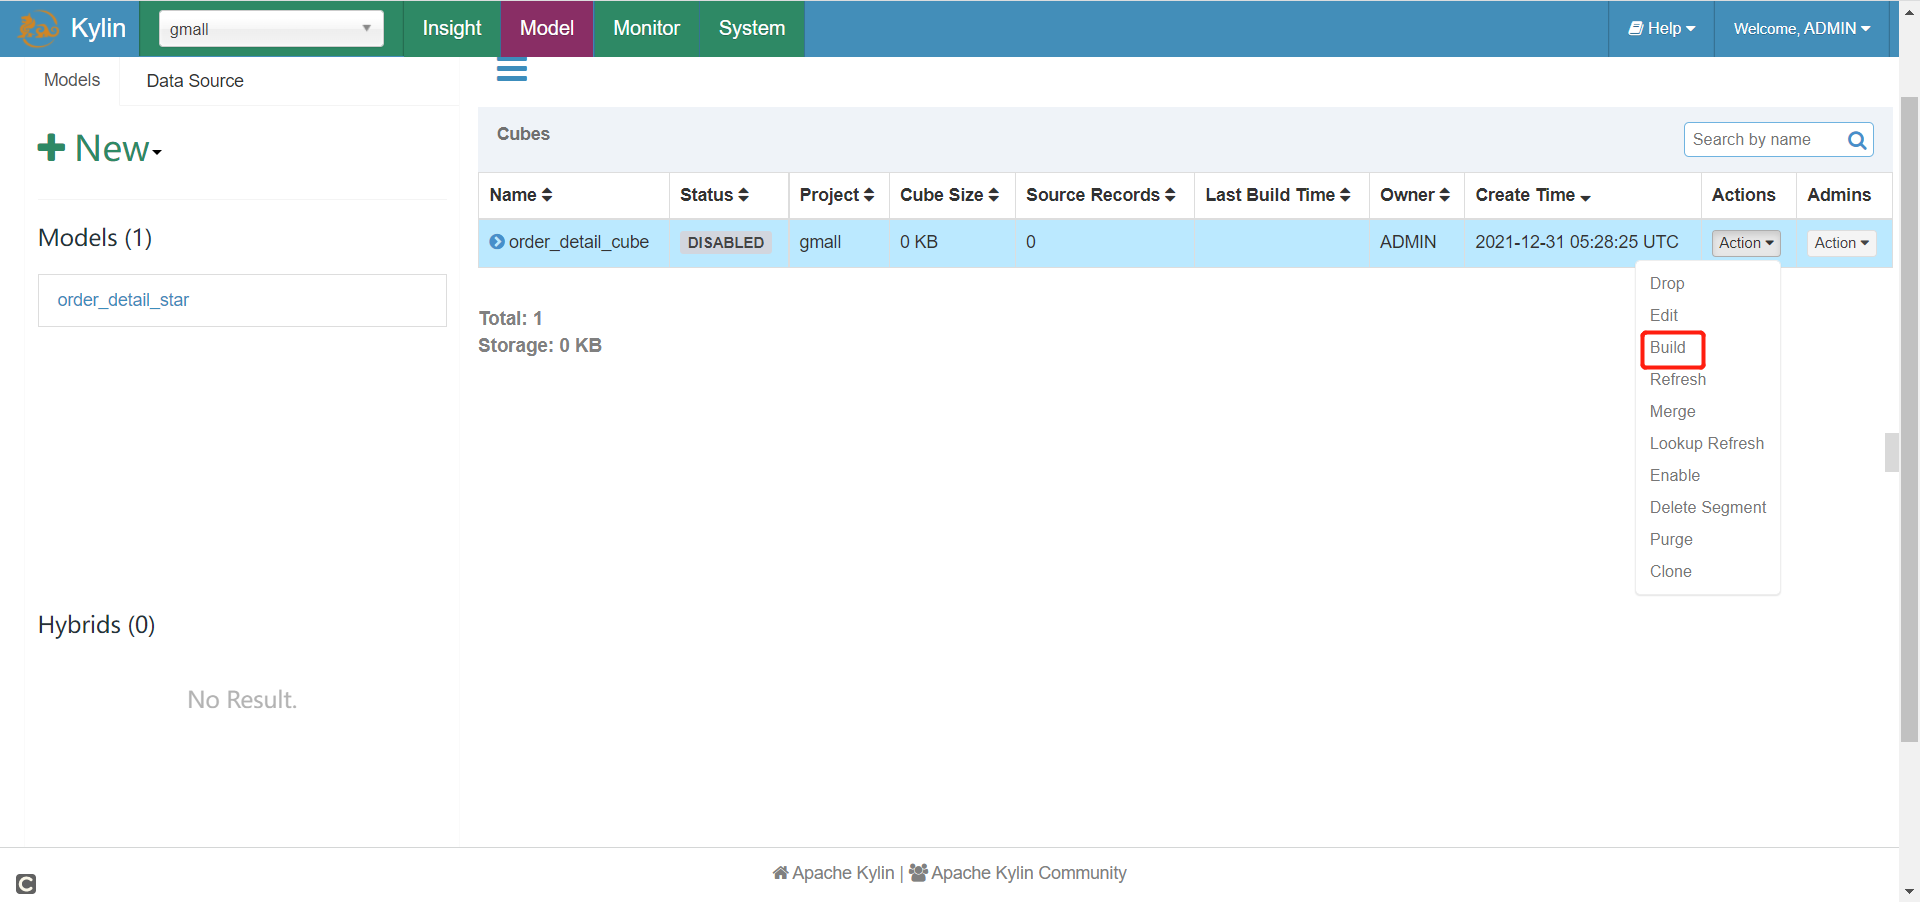 Kylin gmall Insight Model Monitor System Help Welcome, ADMIN
Models Data Source
New
Models (1)
order_detail_star
Hybrids (0)
No Result.
Cubes Search by name
Name Status Project Cube Size Source Records Last Build Time Owner Create Time Actions Admins
order_detail_cube DISABLED gmall 0 KB 0 ADMIN 2021-12-31 05:28:25 UTC Action Action
Drop
Edit
Build
Refresh
Merge
Lookup Refresh
Enable
Delete Segment
Purge
Clone
Total: 1
Storage: 0 KB
Apache Kylin | Apache Kylin Community
C